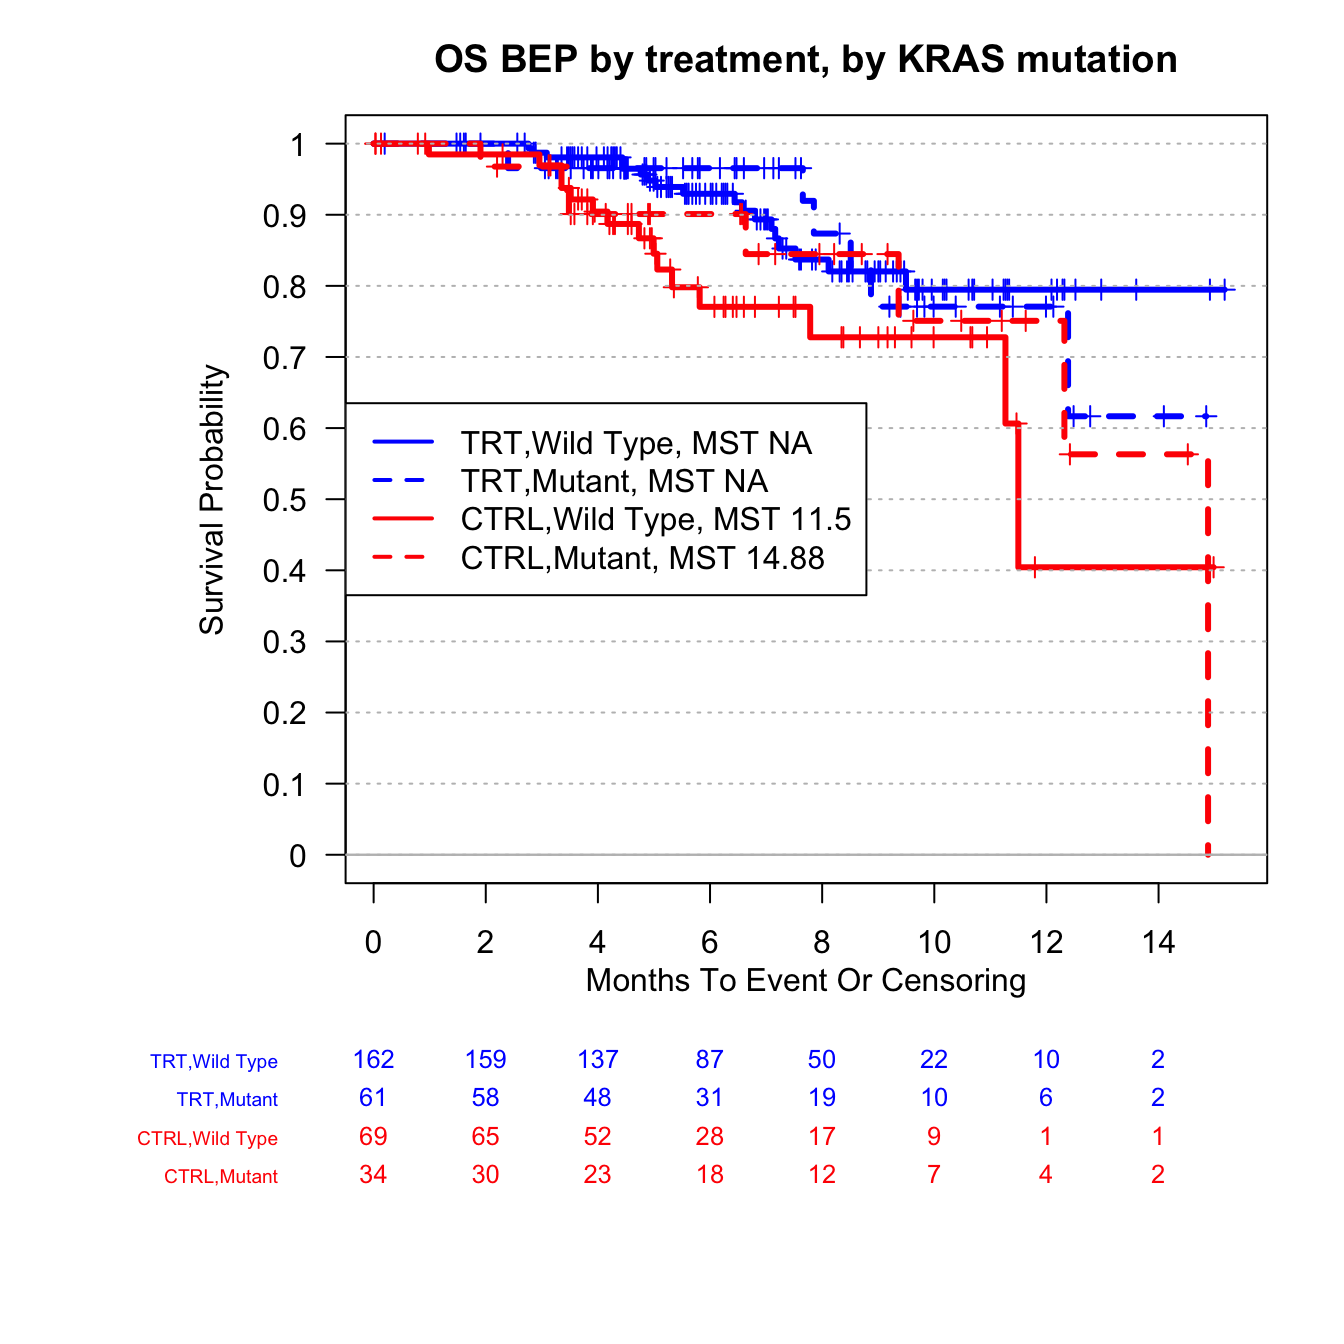 OS BEP by treatment, by KRAS mutation
Survival Probability
1
0.9
0.8
0.7
0.6
0.5
0.4
0.3
0.2
0.1
0
TRT,Wild Type, MST NA
TRT,Mutant, MST NA
CTRL,Wild Type, MST 11.5
CTRL,Mutant, MST 14.88
0 2 4 6 8 10 12 14
Months To Event Or Censoring
TRT,Wild Type 162 159 137 87 50 22 10 2
TRT,Mutant 61 58 48 31 19 10 6 2
CTRL,Wild Type 69 65 52 28 17 9 1 1
CTRL,Mutant 34 30 23 18 12 7 4 2